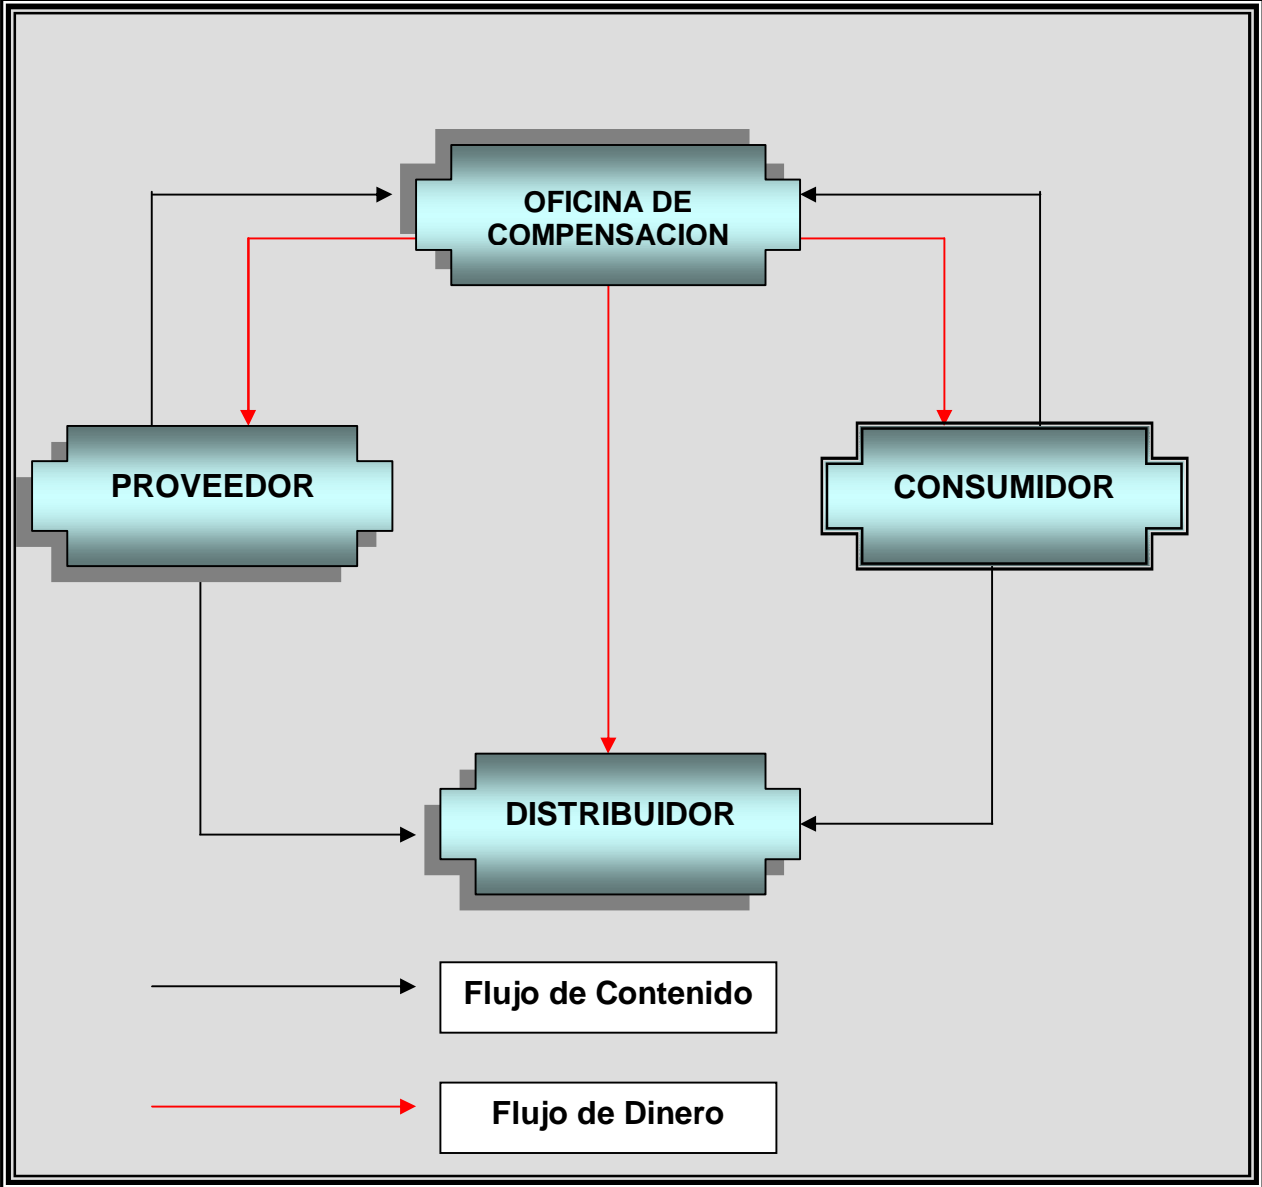 OFICINA DE
COMPENSACION
PROVEEDOR
CONSUMIDOR
DISTRIBUIDOR
Flujo de Contenido
Flujo de Dinero